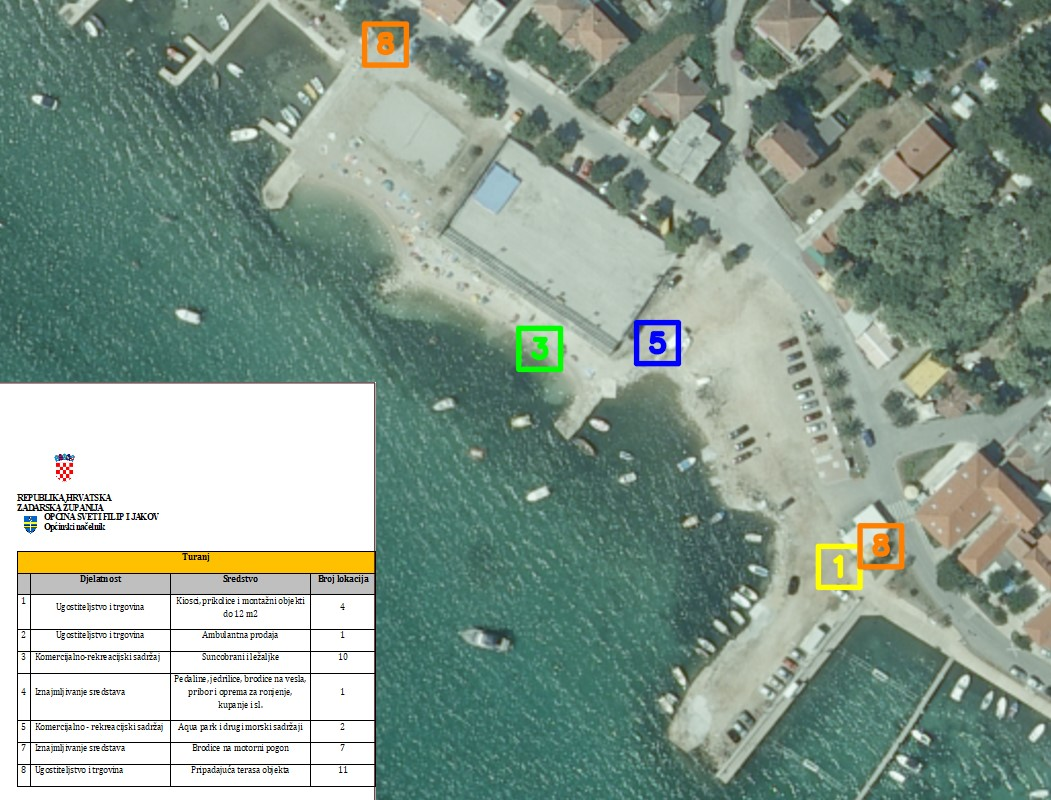 8
3
5
1
8
REPUBLIKA HRVATSKA
ZADARSKA ŽUPANIJA
OPĆINA SVETI FILIP I JAKOV
Općinski načelnik
Turanj
Djelatnost Sredstvo Broj lokacija
1 Ugostiteljstvo i trgovina Kiosci, prikolice i montažni objekti do 12 m2 4
2 Ugostiteljstvo i trgovina Ambulantna prodaja 1
3 Komercijalno-rekreacijski sadržaj Suncobrani i ležaljke 10
4 Iznajmljivanje sredstava Pedaline, jedrilice, brodice na vesla, pribor i oprema za ronjenje, kupanje i sl. 1
5 Komercijalno - rekreacijski sadržaj Aqua park i drugi morski sadržaji 2
7 Iznajmljivanje sredstava Brodice na motorni pogon 7
8 Ugostiteljstvo i trgovina Pripadajuća terasa objekta 11